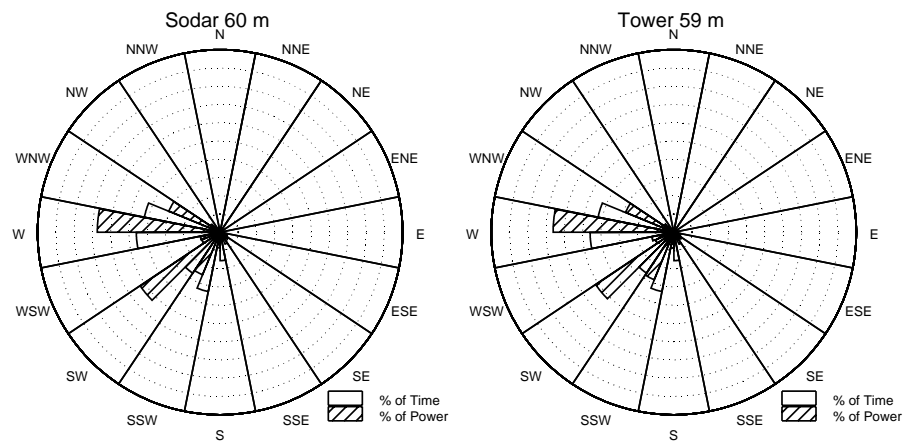 Sodar 60 m
N
NNW
NNE
NW
NE
WNW
ENE
W
E
WSW
ESE
SW
SE
SSW
SSE
S
% of Time
% of Power
Tower 59 m
N
NNW
NNE
NW
NE
WNW
ENE
W
E
WSW
ESE
SW
SE
SSW
SSE
S
% of Time
% of Power